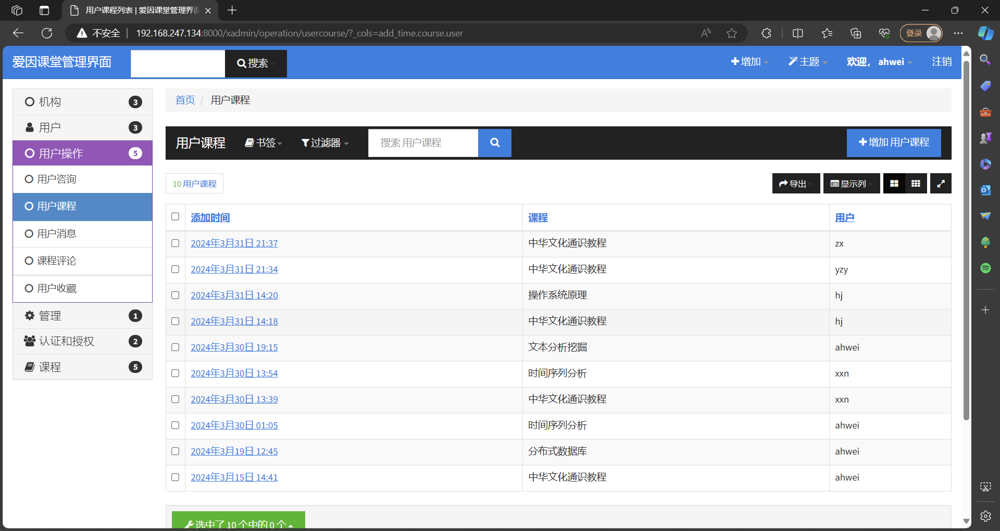 用户课程列表 | 爱因课堂管理界面
不安全 192.168.247.134:8000/xadmin/operation/usercourse/?_cols=add_time.course.user 登录
爱因课堂管理界面 搜索 增加 主题 欢迎， ahwei 注销
机构 3
用户 3
用户操作 5
用户咨询
用户课程
用户消息
课程评论
用户收藏
管理 1
认证和授权 2
课程 5
首页 / 用户课程
用户课程 书签 过滤器 搜索 用户课程 增加 用户课程
10 用户课程 导出 显示列
添加时间 课程 用户
2024年3月31日 21:37 中华文化通识教程 zx
2024年3月31日 21:34 中华文化通识教程 yzy
2024年3月31日 14:20 操作系统原理 hj
2024年3月31日 14:18 中华文化通识教程 hj
2024年3月30日 19:15 文本分析挖掘 ahwei
2024年3月30日 13:54 时间序列分析 xxn
2024年3月30日 13:39 中华文化通识教程 xxn
2024年3月30日 01:05 时间序列分析 ahwei
2024年3月19日 12:45 分布式数据库 ahwei
2024年3月15日 14:41 中华文化通识教程 ahwei
选中了 10 个中的 0 个